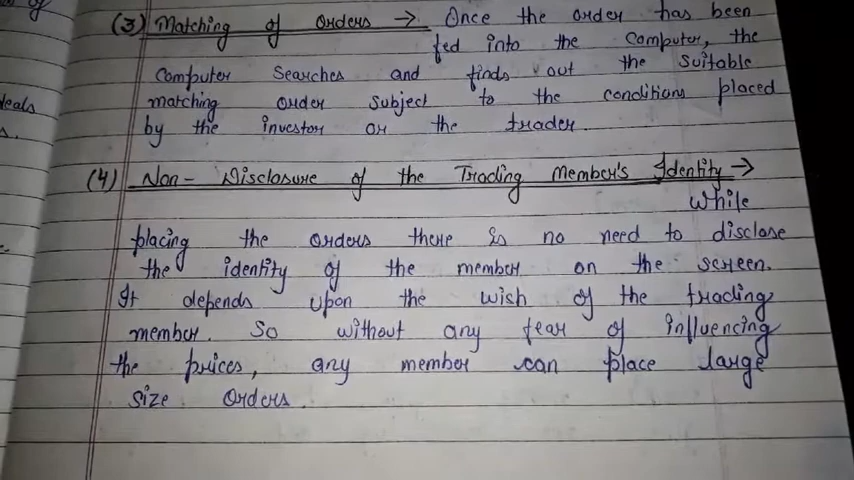 (3) Matching of Orders → Once the order has been
fed into the Computer, the
Computer Searches and finds out the Suitable
matching order subject to the conditions placed
by the investor or the trader.
(4) Non-Disclosure of the Trading Member's Identity →
While
placing the orders there is no need to disclose
the identity of the member on the screen.
It depends upon the wish of the trading
member. So without any fear of influencing
the prices, any member can place large
size orders.